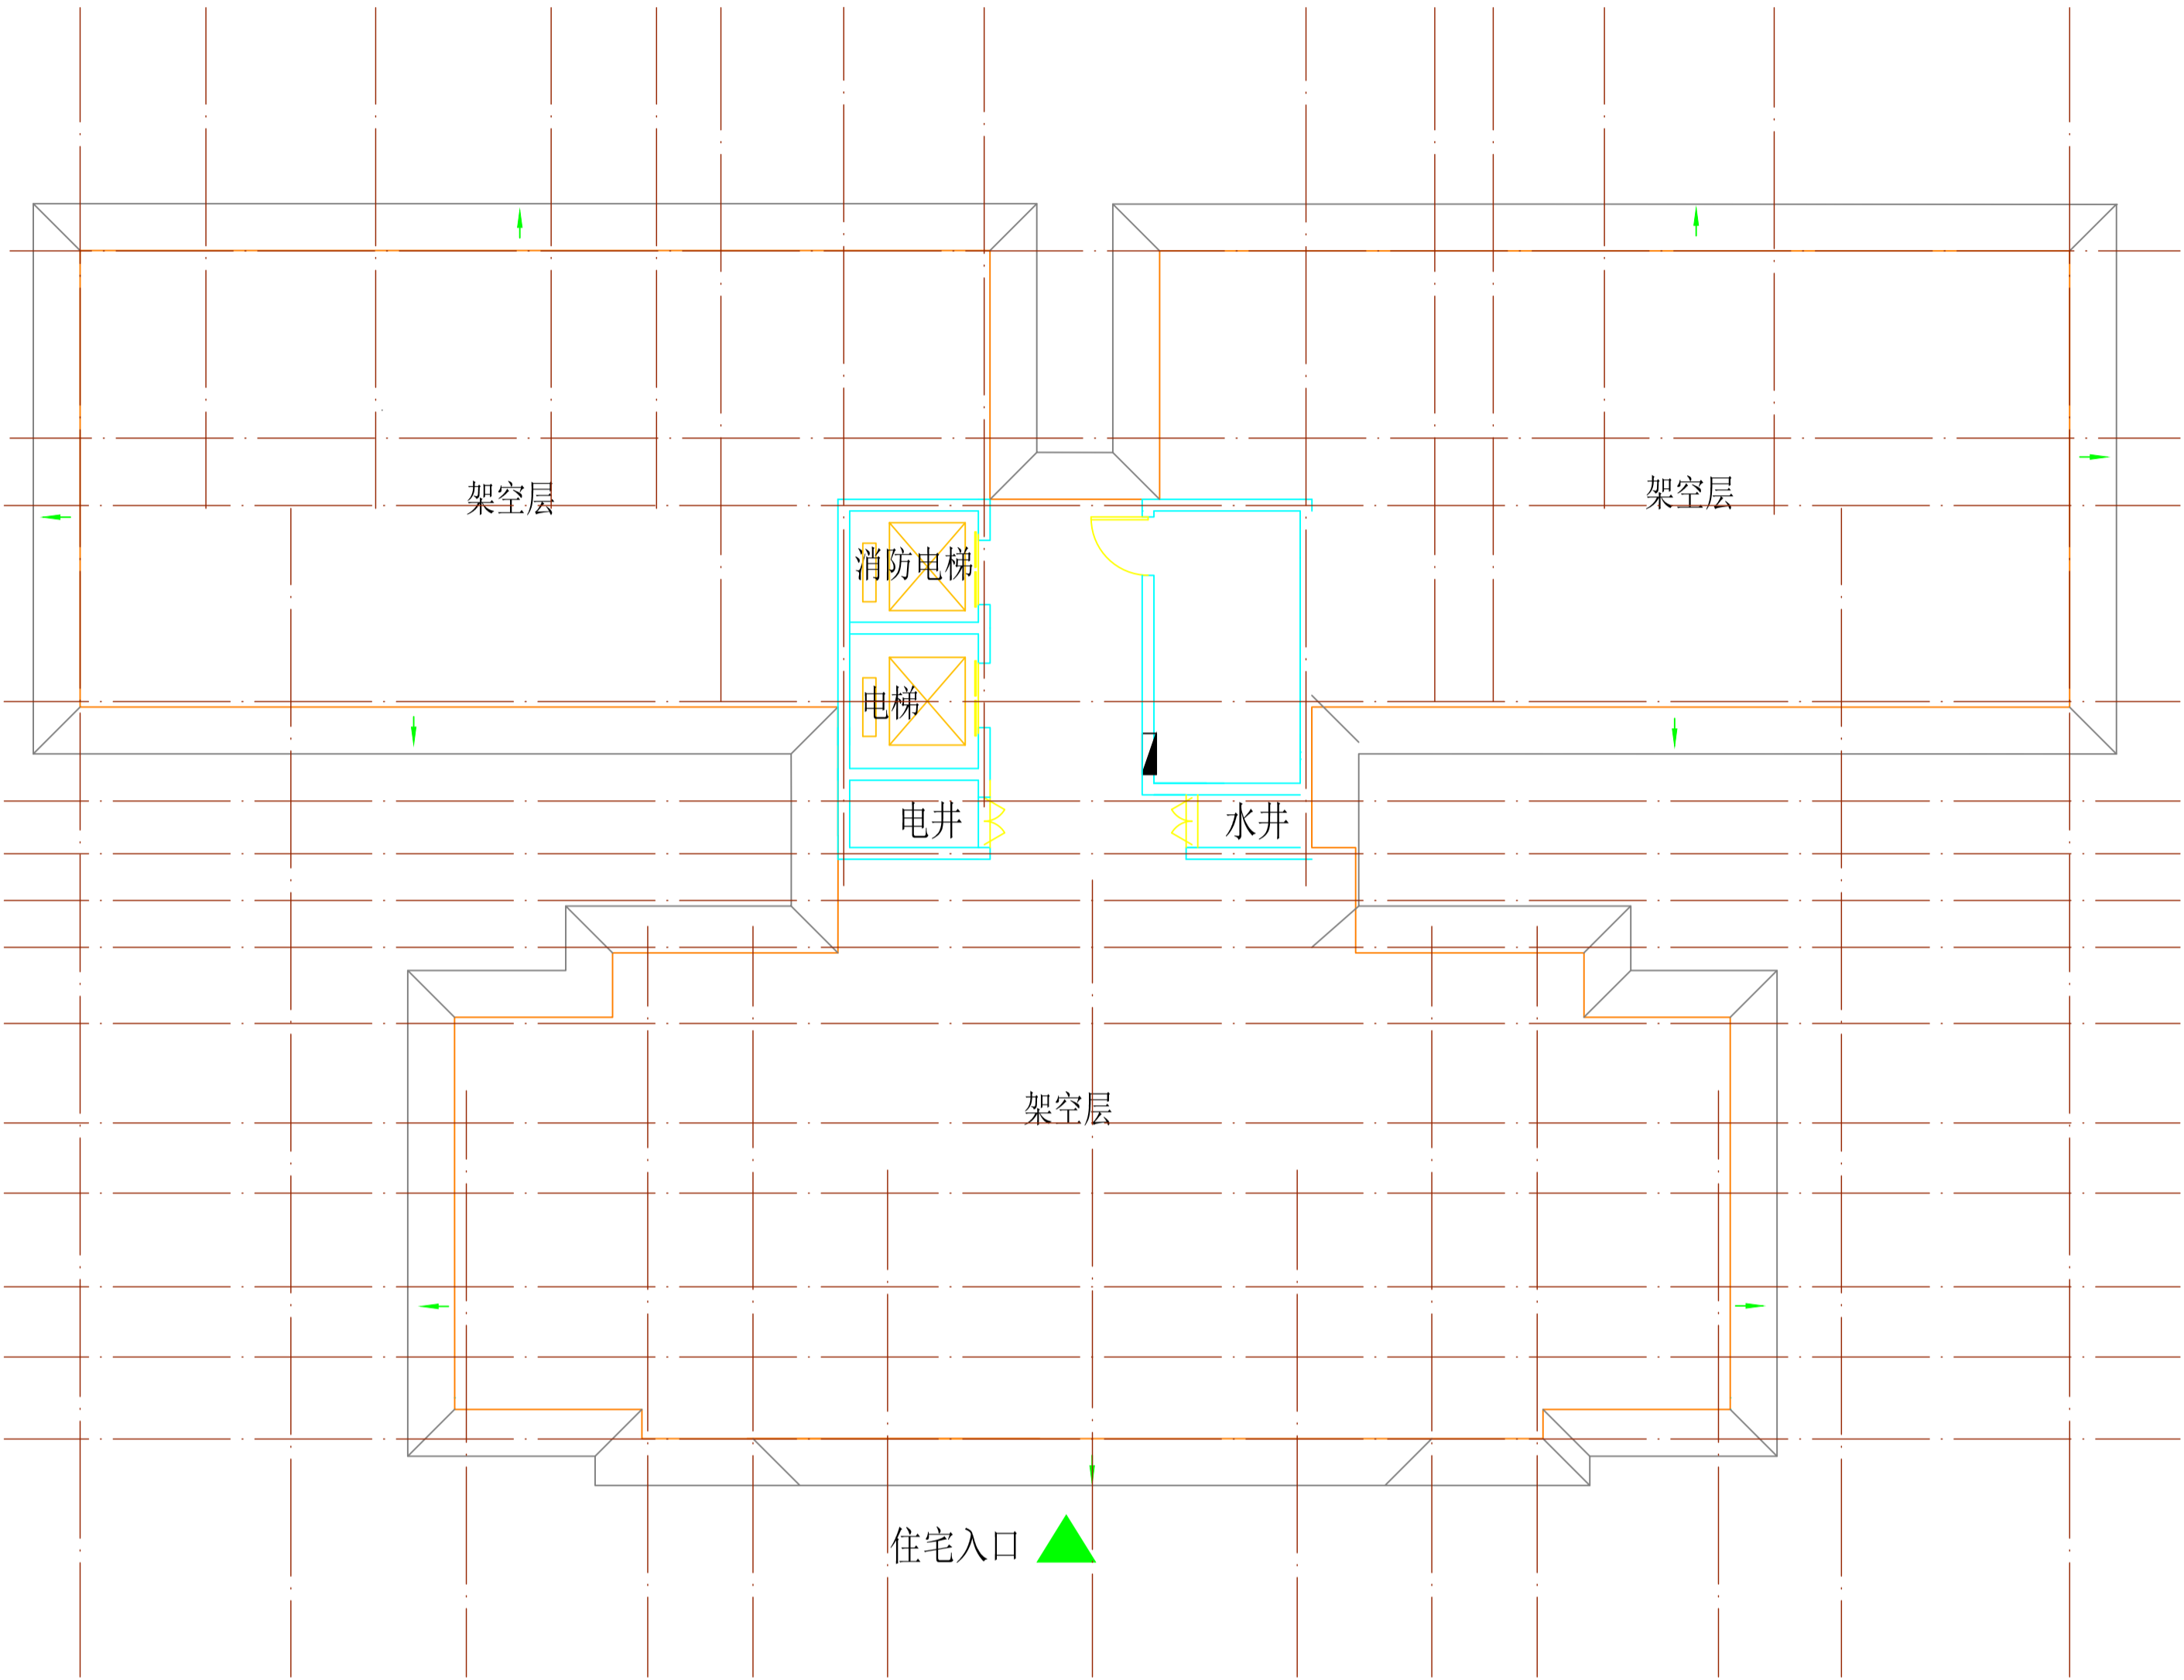 架空层
架空层
消防电梯
电梯
电井
水井
架空层
住宅入口